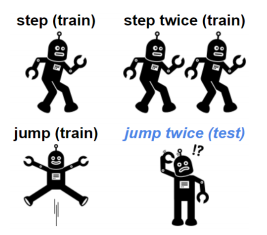 step (train)
step twice (train)
jump (train)
jump twice (test)
!?